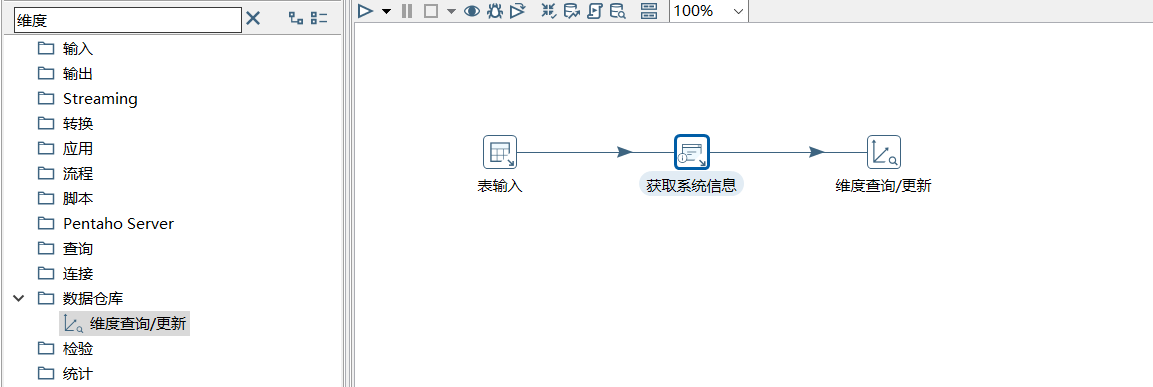 维度
100%
输入
输出
Streaming
转换
应用
流程
脚本
Pentaho Server
查询
连接
数据仓库
维度查询/更新
检验
统计
表输入
获取系统信息
维度查询/更新